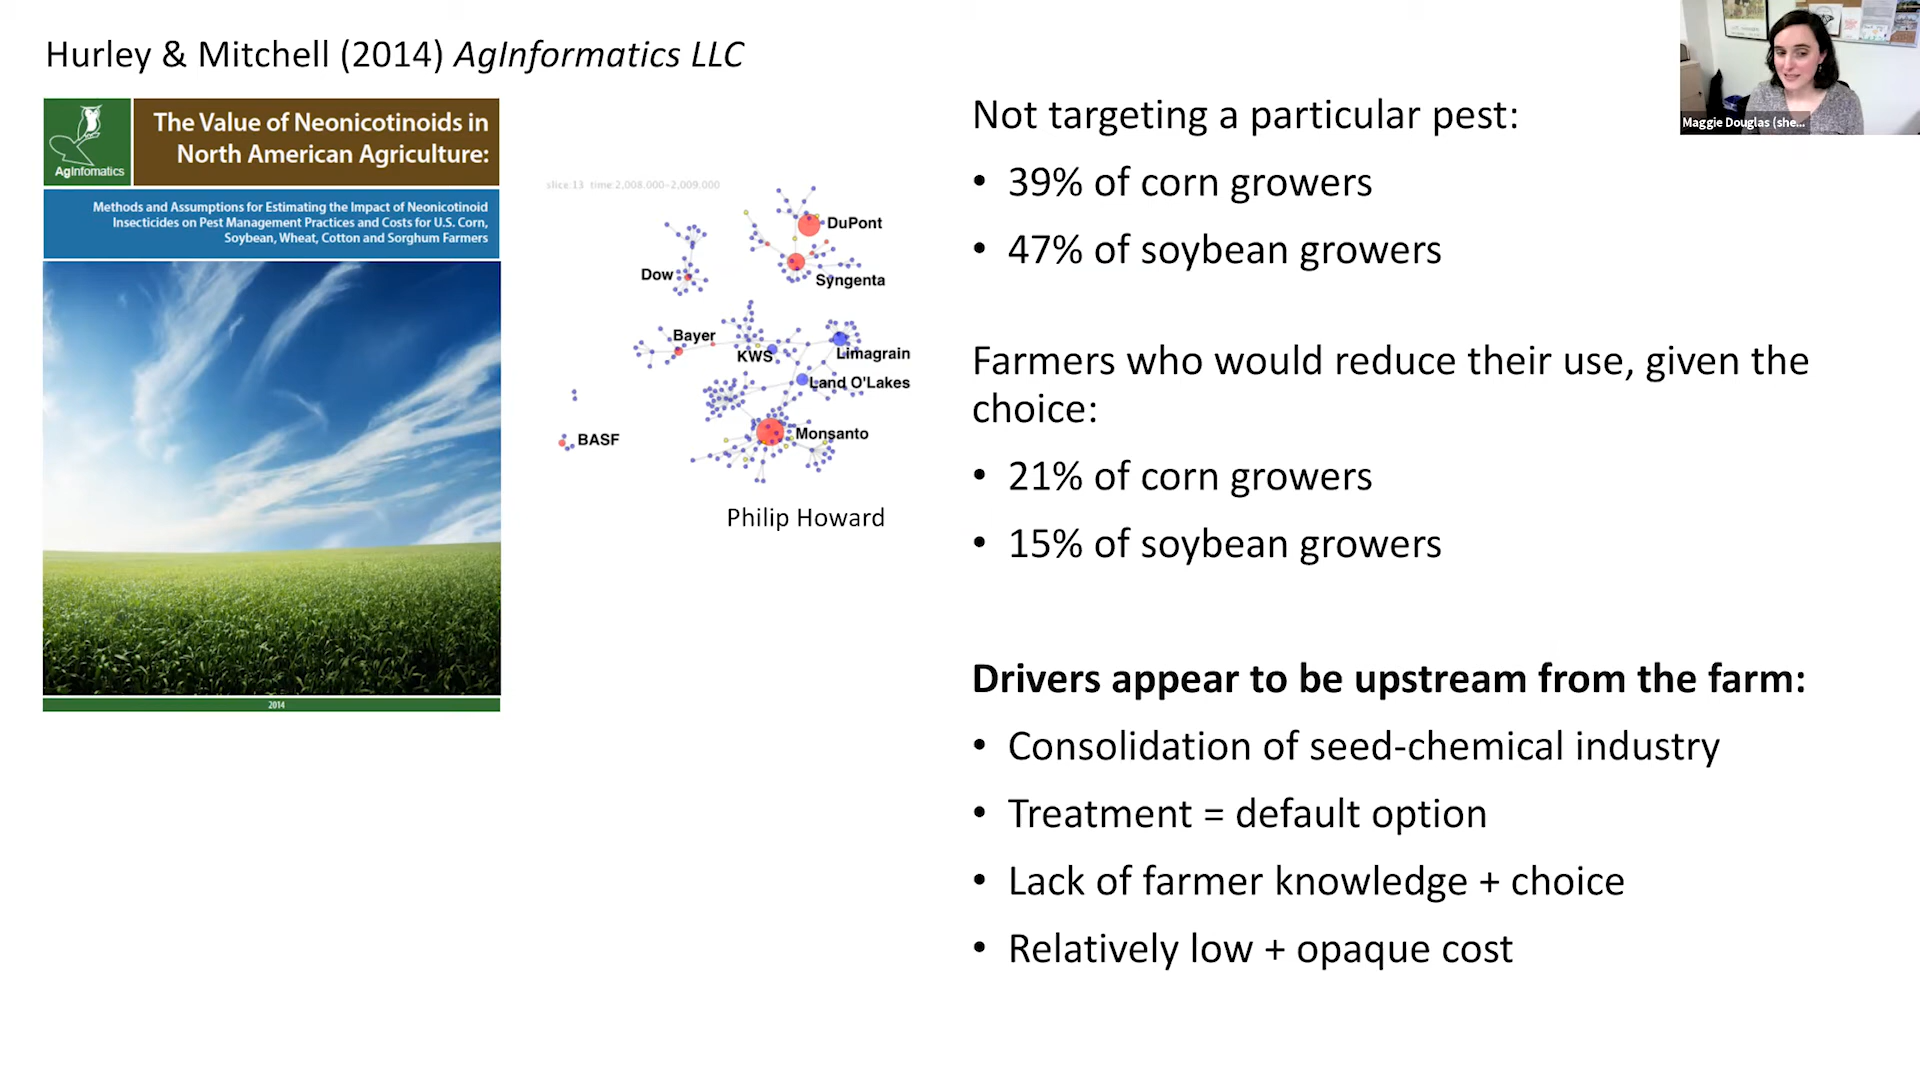 Hurley & Mitchell (2014) AgInformatics LLC
AgInfomatics
The Value of Neonicotinoids in
North American Agriculture:
Methods and Assumptions for Estimating the Impact of Neonicotinoid
Insecticides on Pest Management Practices and Costs for U.S. Corn,
Soybean, Wheat, Cotton and Sorghum Farmers
2014
slice:13 time:2,008.000-2,009.000
DuPont
Dow
Syngenta
Bayer
KWS
Limagrain
Land O'Lakes
Monsanto
BASF
Philip Howard
Not targeting a particular pest:
• 39% of corn growers
• 47% of soybean growers
Farmers who would reduce their use, given the
choice:
• 21% of corn growers
• 15% of soybean growers
Drivers appear to be upstream from the farm:
• Consolidation of seed-chemical industry
• Treatment = default option
• Lack of farmer knowledge + choice
• Relatively low + opaque cost
Maggie Douglas (she...